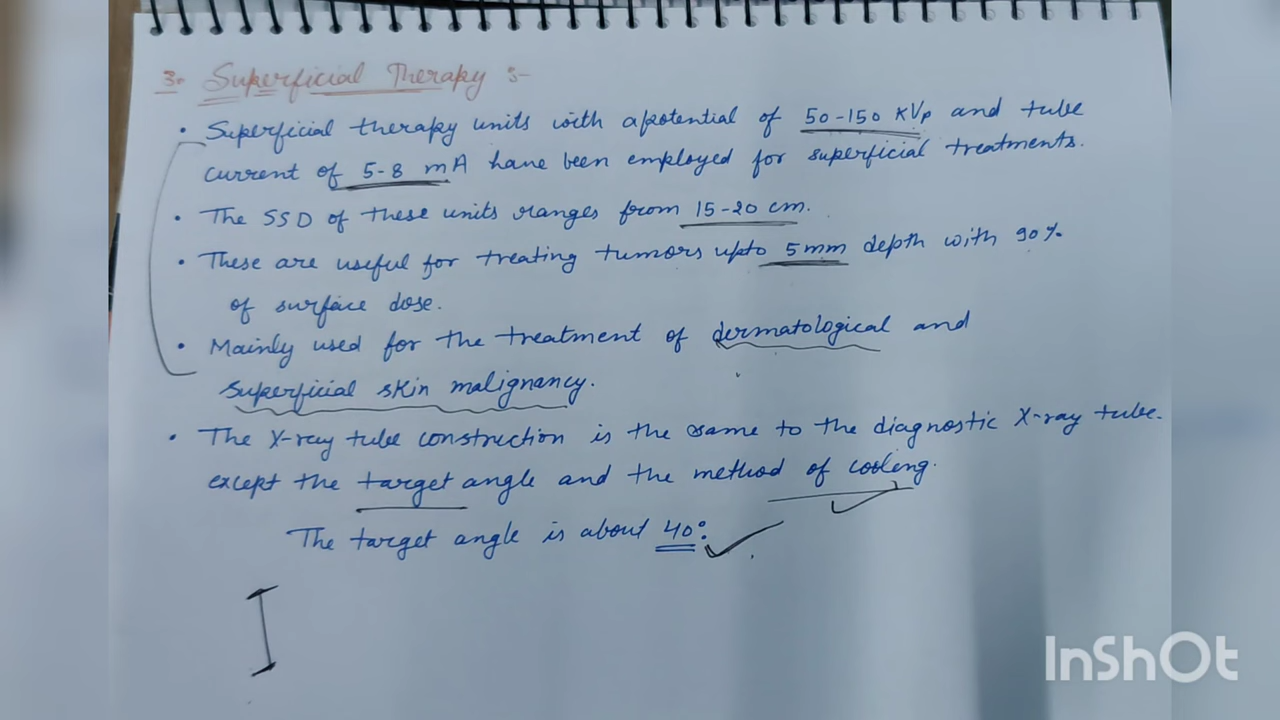 3. Superficial Therapy :-
• Superficial therapy units with a potential of 50-150 KVp and tube
current of 5-8 mA have been employed for superficial treatments.
• The SSD of these units ranges from 15-20 cm.
• These are useful for treating tumors upto 5mm depth with 90%
of surface dose.
• Mainly used for the treatment of dermatological and
superficial skin malignancy.
• The X-ray tube construction is the same to the diagnostic X-ray tube.
except the target angle and the method of cooling.
The target angle is about 40°.
InShOt